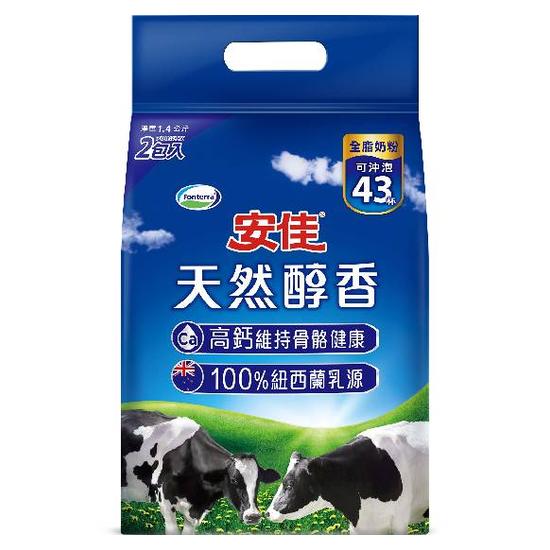 淨重1.4公斤
2包入
全脂奶粉
可沖泡
43杯
Fonterra
安佳®
天然醇香
Ca 高鈣維持骨骼健康
100%紐西蘭乳源